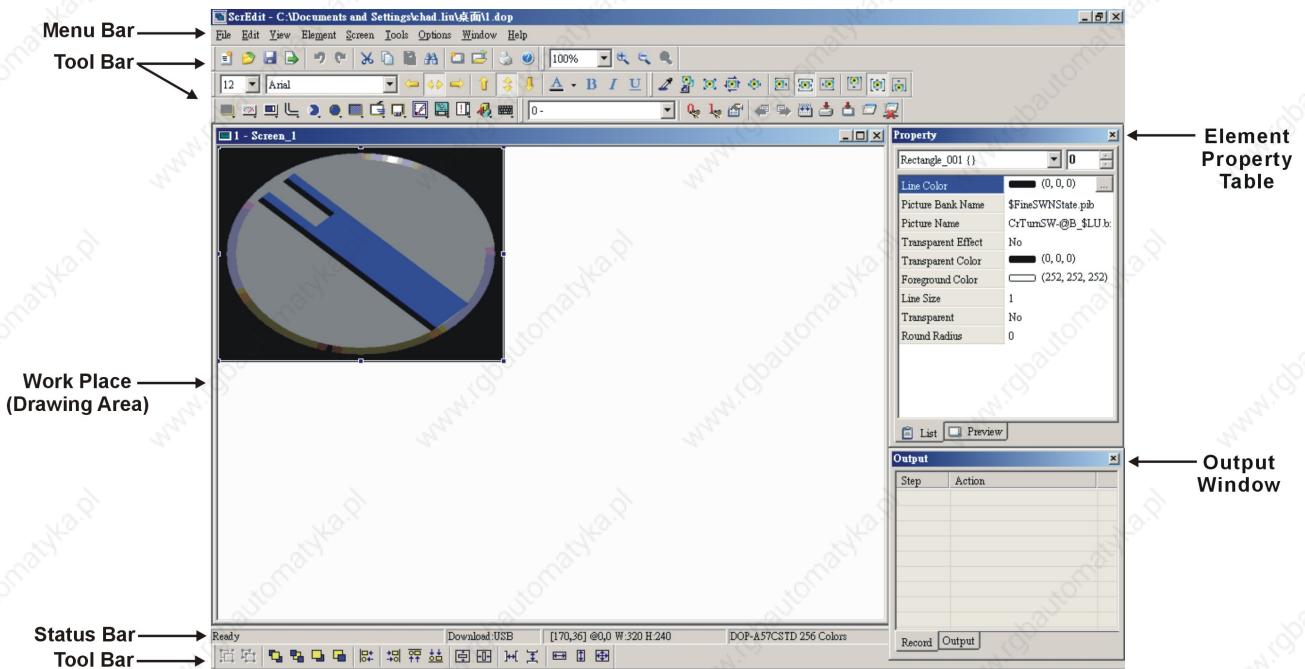 ScrEdit - C:\Documents and Settings\chad.liu\桌面\1.dop
Menu Bar
File Edit View Element Screen Tools Options Window Help
Tool Bar
100%
12 Arial A B I U
0 -
1 - Screen_1
Property
Element
Property
Table
Rectangle_001 {} 0
Line Color (0, 0, 0) ...
Picture Bank Name $FineSWNState.pib
Picture Name CrTurnSW-@B_$LU.b
Transparent Effect No
Transparent Color (0, 0, 0)
Foreground Color (252, 252, 252)
Line Size 1
Transparent No
Round Radius 0
List Preview
Work Place
(Drawing Area)
Output
Step Action
Output
Window
Record Output
Status Bar
Ready Download:USB [170,36] @0,0 W:320 H:240 DOP-A57CSTD 256 Colors
Tool Bar
www.rgbautomatyka.pl